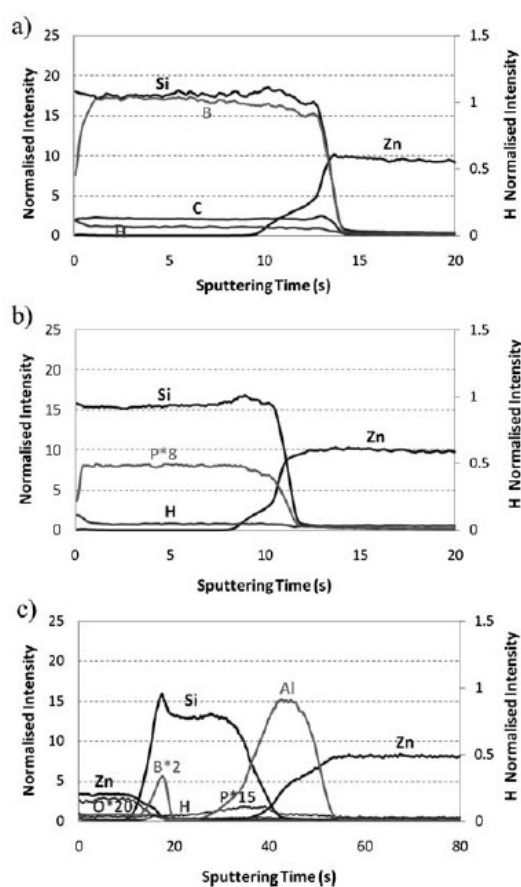 a)
25
20
15
10
5
0
Normalised Intensity
1.5
1
0.5
0
H Normalised Intensity
Si
B
Zn
C
H
0 5 10 15 20
Sputtering Time (s)
b)
25
20
15
10
5
0
Normalised Intensity
1.5
1
0.5
0
H Normalised Intensity
Si
Zn
P*8
H
0 5 10 15 20
Sputtering Time (s)
c)
25
20
15
10
5
0
Normalised Intensity
1.5
1
0.5
0
H Normalised Intensity
Al
Si
Zn
Zn
B*2
O*20
H
P*15
0 20 40 60 80
Sputtering Time (s)